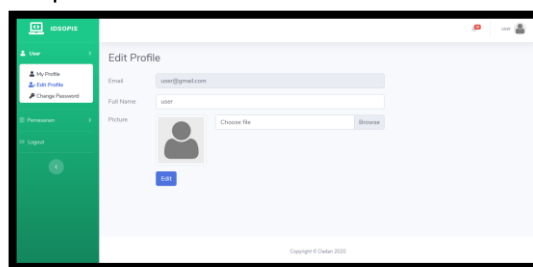 IDSOPIS
user
User
My Profile
Edit Profile
Change Password
Pemesanan
Logout
Edit Profile
Email
user@gmail.com
Full Name
user
Picture
Choose file
Browse
Edit
Copyright © Dadan 2020